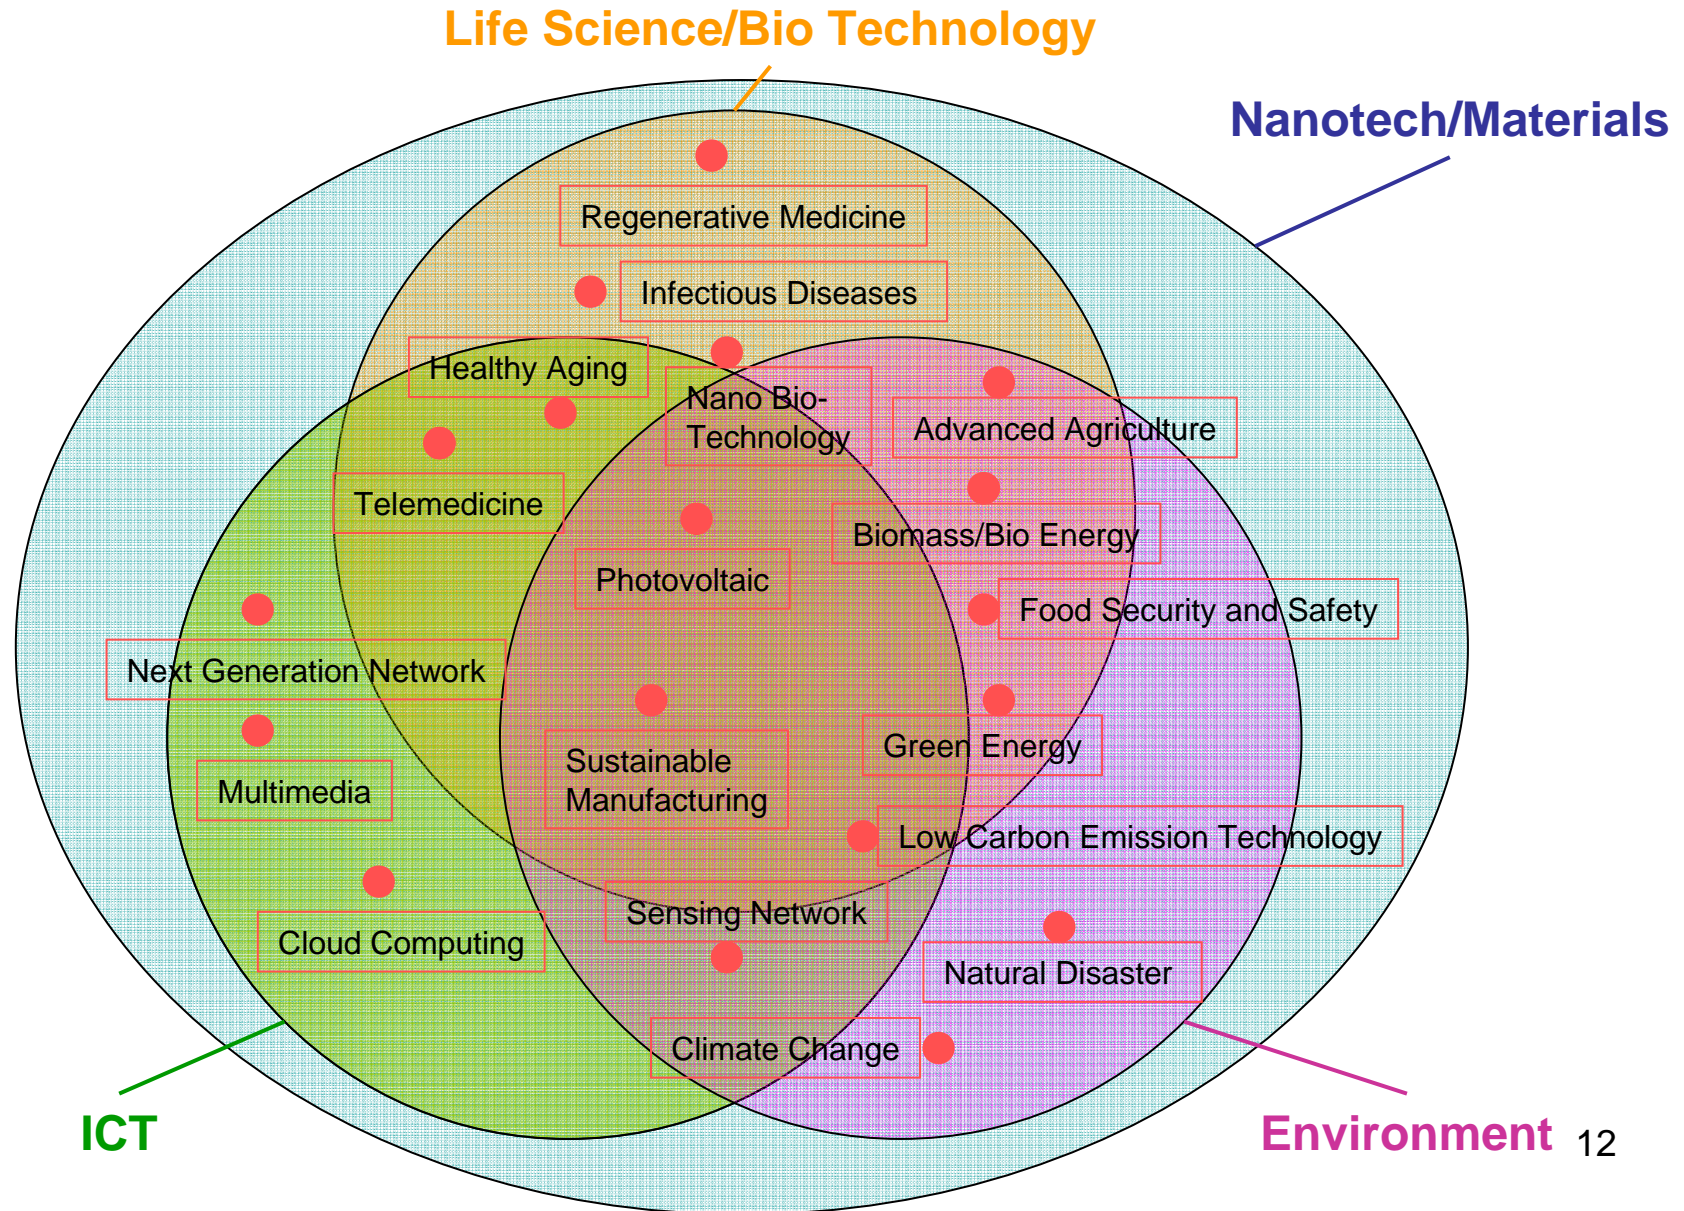 Life Science/Bio Technology
Nanotech/Materials
Regenerative Medicine
Infectious Diseases
Healthy Aging
Nano Bio-
Technology
Advanced Agriculture
Telemedicine
Biomass/Bio Energy
Photovoltaic
Food Security and Safety
Next Generation Network
Green Energy
Sustainable
Manufacturing
Multimedia
Low Carbon Emission Technology
Sensing Network
Cloud Computing
Natural Disaster
Climate Change
ICT
Environment
12